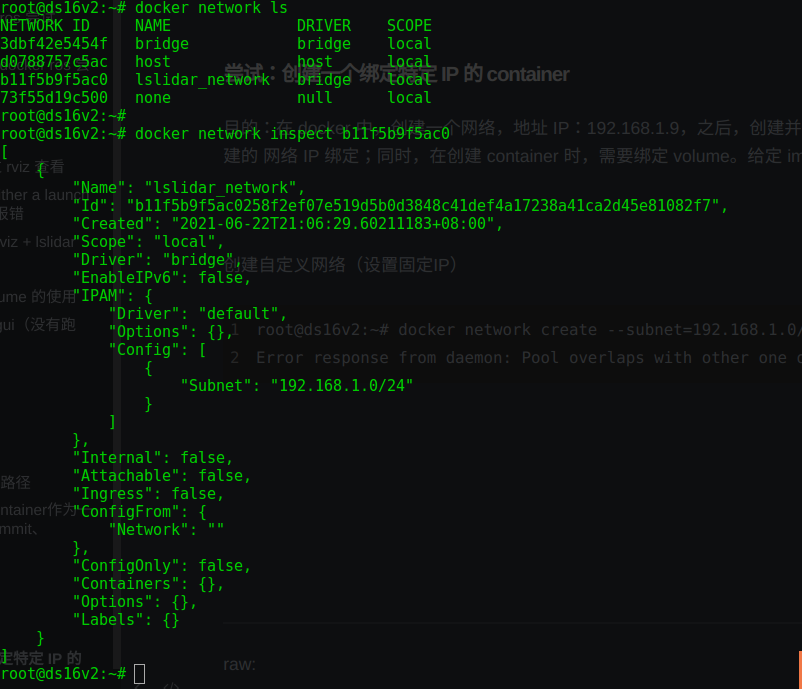 root@ds16v2:~# docker network ls
NETWORK ID     NAME              DRIVER    SCOPE
3dbf42e5454f   bridge            bridge    local
d0788757c5ac   host              host      local
b11f5b9f5ac0   lslidar_network   bridge    local
73f55d19c500   none              null      local
root@ds16v2:~#
root@ds16v2:~# docker network inspect b11f5b9f5ac0
[
    {
        "Name": "lslidar_network",
        "Id": "b11f5b9f5ac0258f2ef07e519d5b0d3848c41def4a17238a41ca2d45e81082f7",
        "Created": "2021-06-22T21:06:29.60211183+08:00",
        "Scope": "local",
        "Driver": "bridge",
        "EnableIPv6": false,
        "IPAM": {
            "Driver": "default",
            "Options": {},
            "Config": [
                {
                    "Subnet": "192.168.1.0/24"
                }
            ]
        },
        "Internal": false,
        "Attachable": false,
        "Ingress": false,
        "ConfigFrom": {
            "Network": ""
        },
        "ConfigOnly": false,
        "Containers": {},
        "Options": {},
        "Labels": {}
    }
]
root@ds16v2:~#
尝试：创建一个绑定特定 IP 的 container
目的：在 docker 中，创建一个网络，地址 IP：192.168.1.9，之后，创建并
建的 网络 IP 绑定；同时，在创建 container 时，需要绑定 volume。给定
创建自定义网络（设置固定IP）
1 root@ds16v2:~# docker network create --subnet=192.168.1.0/
2 Error response from daemon: Pool overlaps with other one
raw:
rviz 查看
ther a launch
报错
viz + lslidar
ume 的使用
gui（没有跑
路径
ntainer作为
mmit、
定特定 IP 的